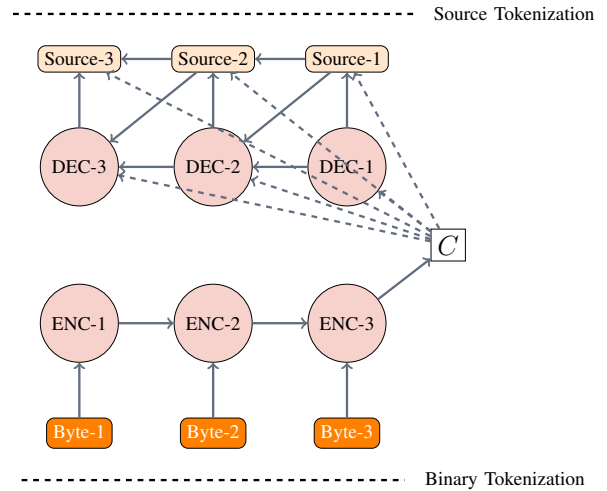 Source Tokenization
Source-3 Source-2 Source-1
DEC-3 DEC-2 DEC-1
C
ENC-1 ENC-2 ENC-3
Byte-1 Byte-2 Byte-3
Binary Tokenization